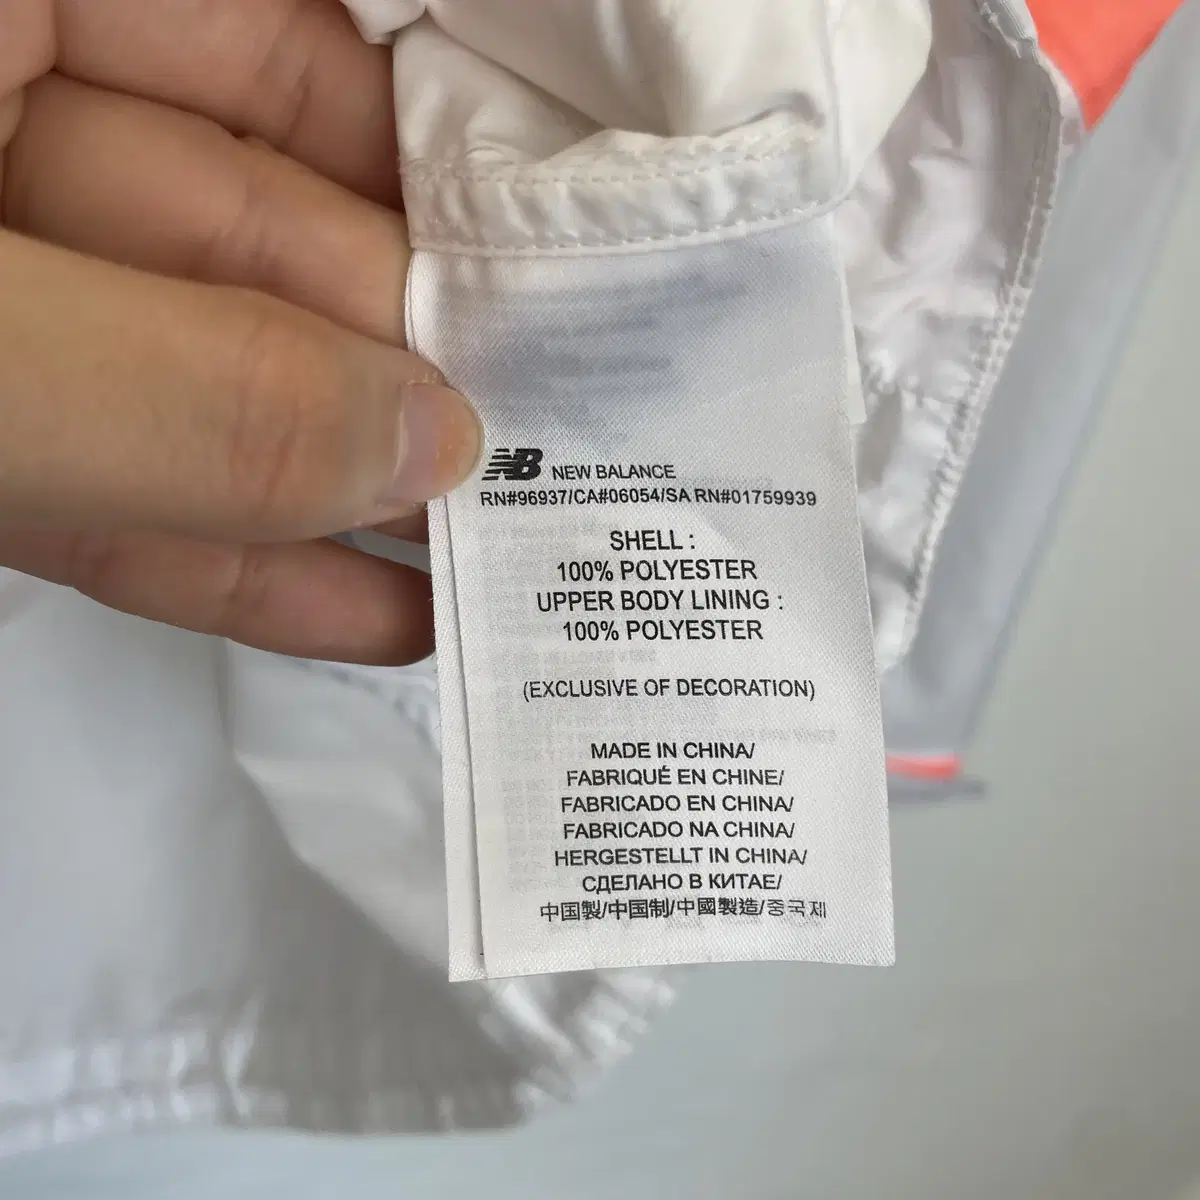 NB NEW BALANCE
RN#96937/CA#06054/SA RN#01759939
SHELL :
100% POLYESTER
UPPER BODY LINING :
100% POLYESTER
(EXCLUSIVE OF DECORATION)
MADE IN CHINA/
FABRIQUÉ EN CHINE/
FABRICADO EN CHINA/
FABRICADO NA CHINA/
HERGESTELLT IN CHINA/
СДЕЛАНО В КИТАЕ/
中国製/中国制/中國製造/중국제